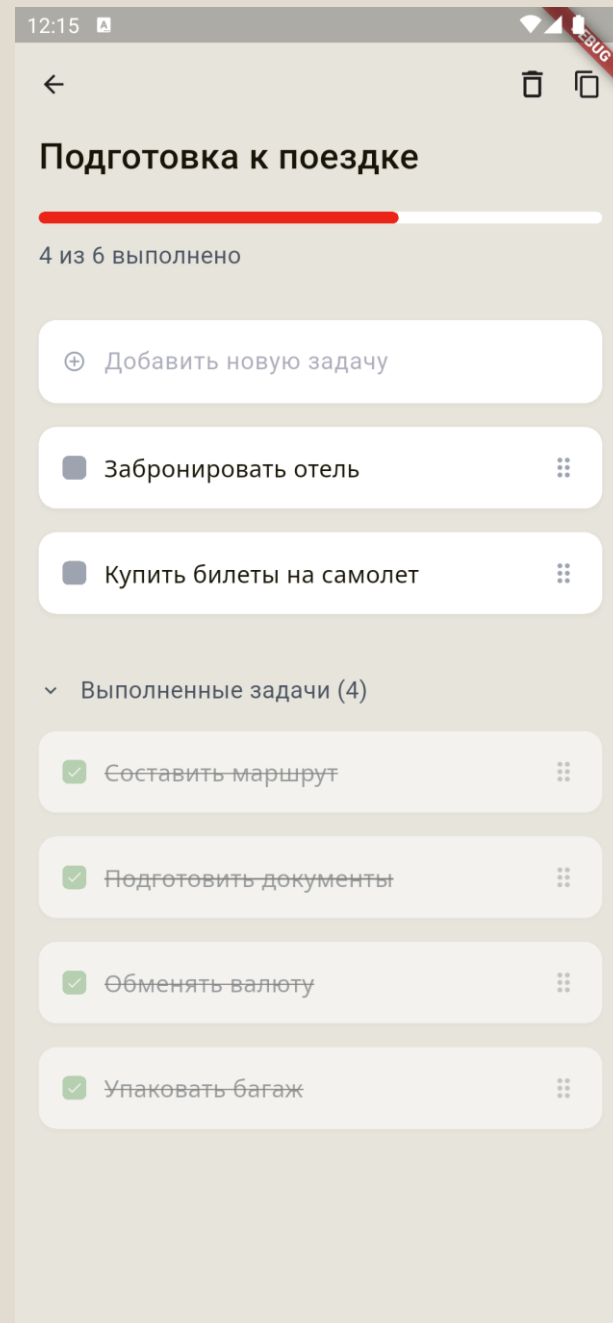 12:15 A
DEBUG
Подготовка к поездке
4 из 6 выполнено
Добавить новую задачу
Забронировать отель
Купить билеты на самолет
Выполненные задачи (4)
Составить маршрут
Подготовить документы
Обменять валюту
Упаковать багаж